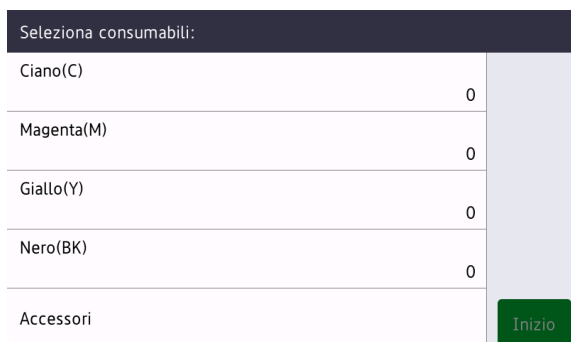 Seleziona consumabili:
Ciano(C)
0
Magenta(M)
0
Giallo(Y)
0
Nero(BK)
0
Accessori
Inizio